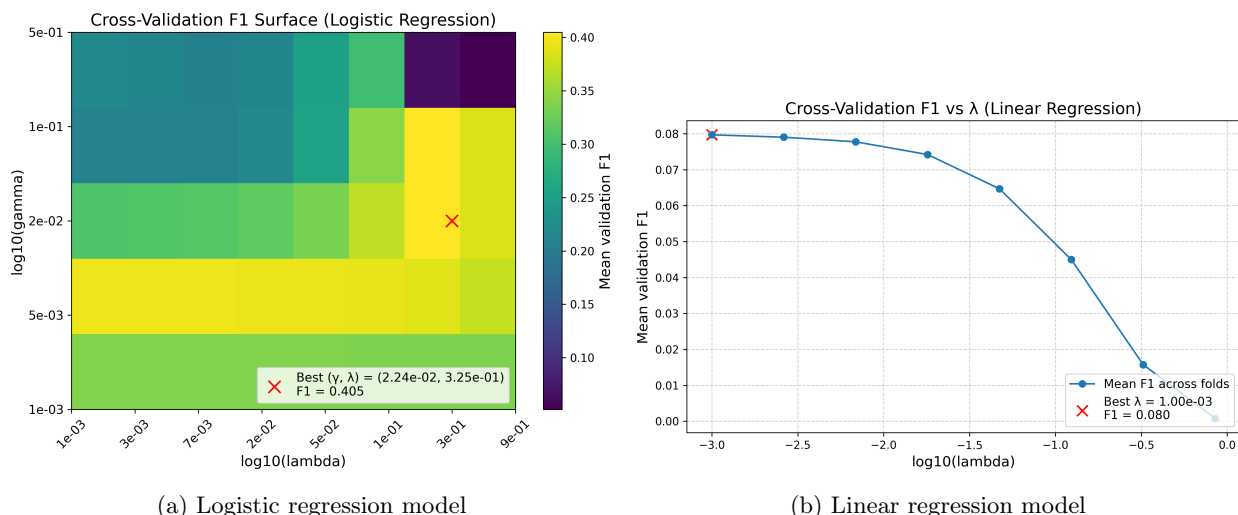 Cross-Validation F1 Surface (Logistic Regression)
5e-01
1e-01
2e-02
5e-03
1e-03
log10(gamma)
1e-03
3e-03
7e-03
2e-02
5e-02
1e-01
3e-01
9e-01
log10(lambda)
Best (γ, λ) = (2.24e-02, 3.25e-01)
F1 = 0.405
0.40
0.35
0.30
0.25
0.20
0.15
0.10
Mean validation F1
(a) Logistic regression model
Cross-Validation F1 vs λ (Linear Regression)
0.08
0.07
0.06
0.05
0.04
0.03
0.02
0.01
0.00
Mean validation F1
−3.0
−2.5
−2.0
−1.5
−1.0
−0.5
0.0
log10(lambda)
Mean F1 across folds
Best λ = 1.00e-03
F1 = 0.080
(b) Linear regression model